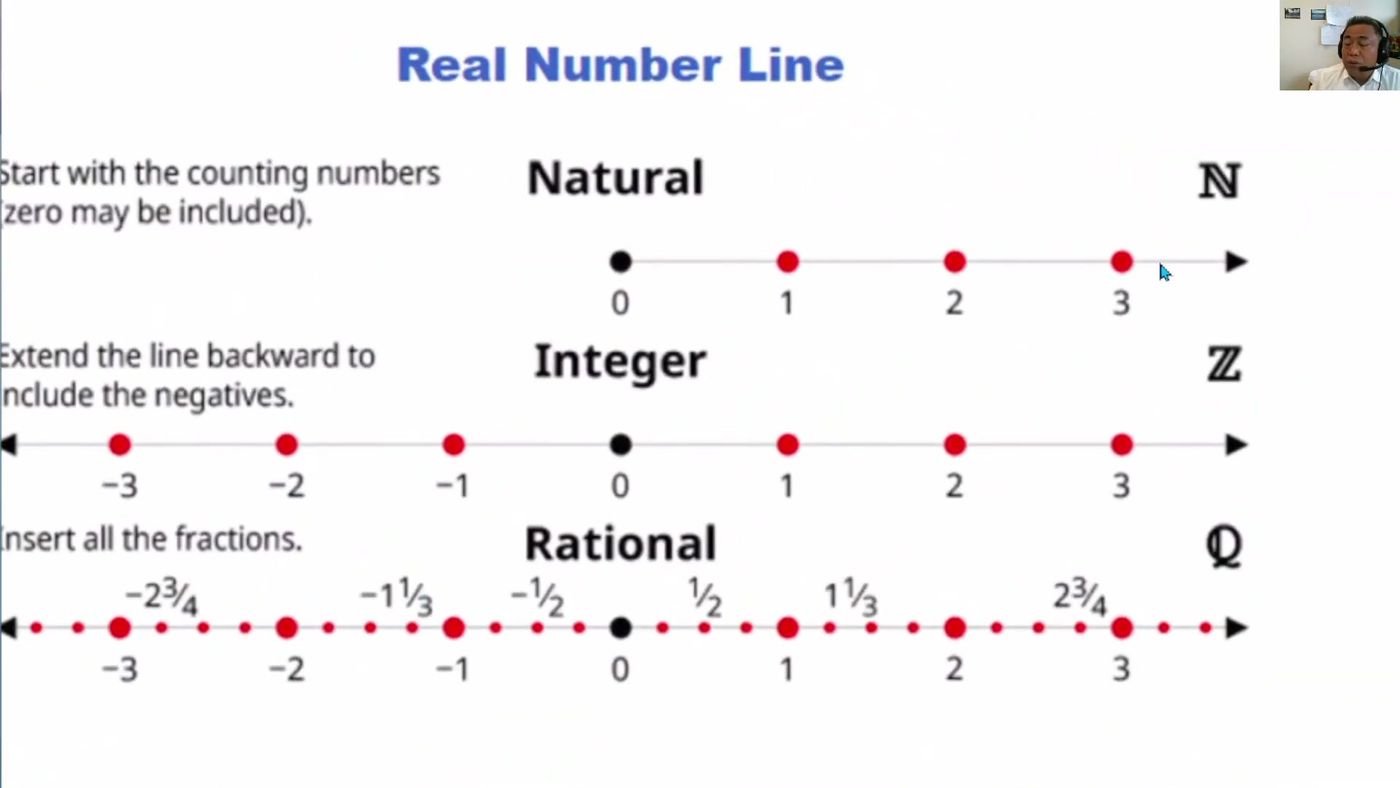 Real Number Line
Start with the counting numbers
(zero may be included).
Natural
ℕ
0 1 2 3
Extend the line backward to
include the negatives.
Integer
ℤ
−3 −2 −1 0 1 2 3
Insert all the fractions.
Rational
ℚ
−2¾ −1⅓ −½ ½ 1⅓ 2¾
−3 −2 −1 0 1 2 3